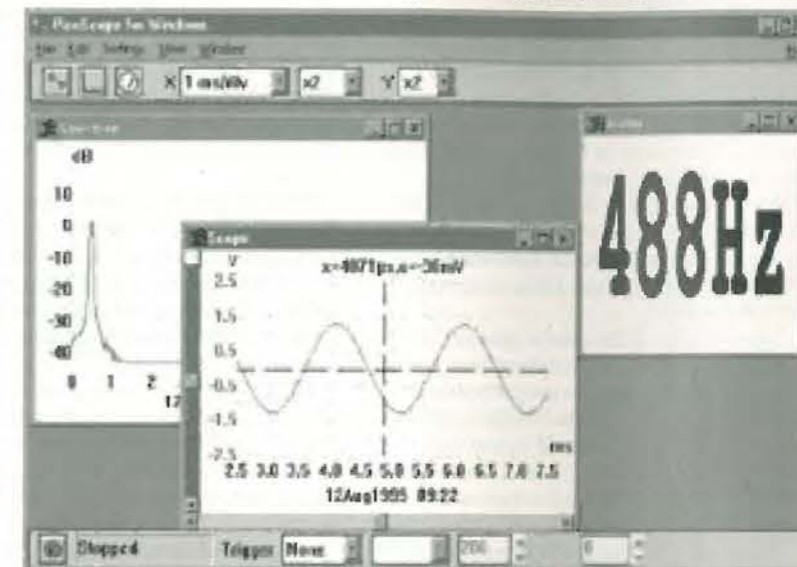 PicoScope for Windows
File Edit Settings View Window
X 1 ms/div x2 Y x2
dB
10
0
-10
-20
-30
-40
0 1 2
12
Scope
V
x=4871µs,
2.5
1.5
0.5
-0.5
-1.5
-2.5
ms
2.5 3.0 3.5 4.0 4.5 5.0 5.5 6.0 6.5 7.0 7.5
12Aug1995 09:22
488Hz
Stopped Trigger None 200 0